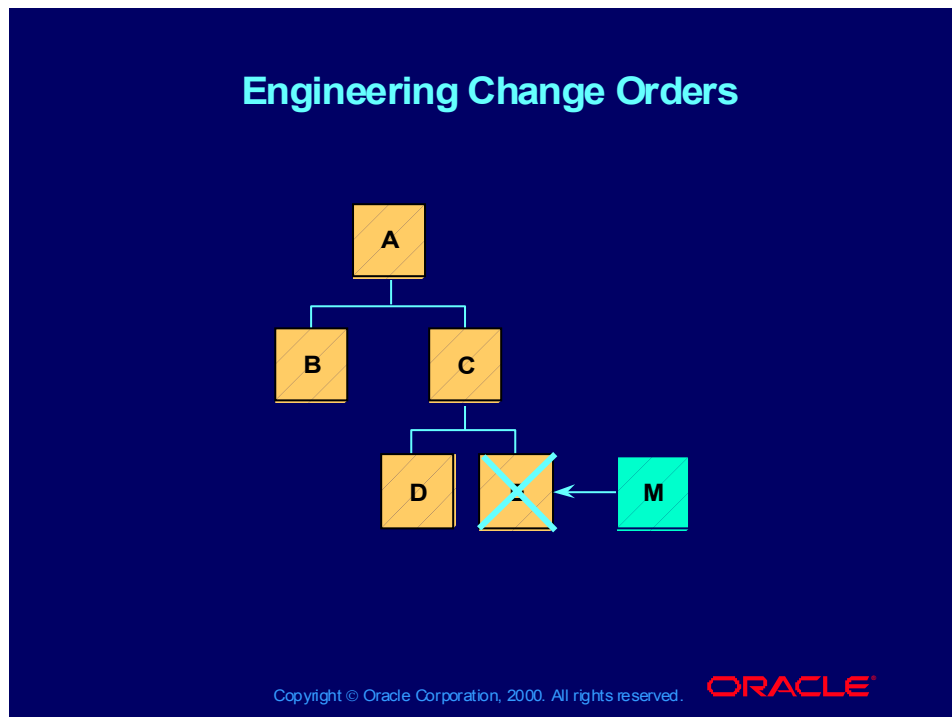 Engineering Change Orders
A
B
C
D
M
Copyright © Oracle Corporation, 2000. All rights reserved.
ORACLE®